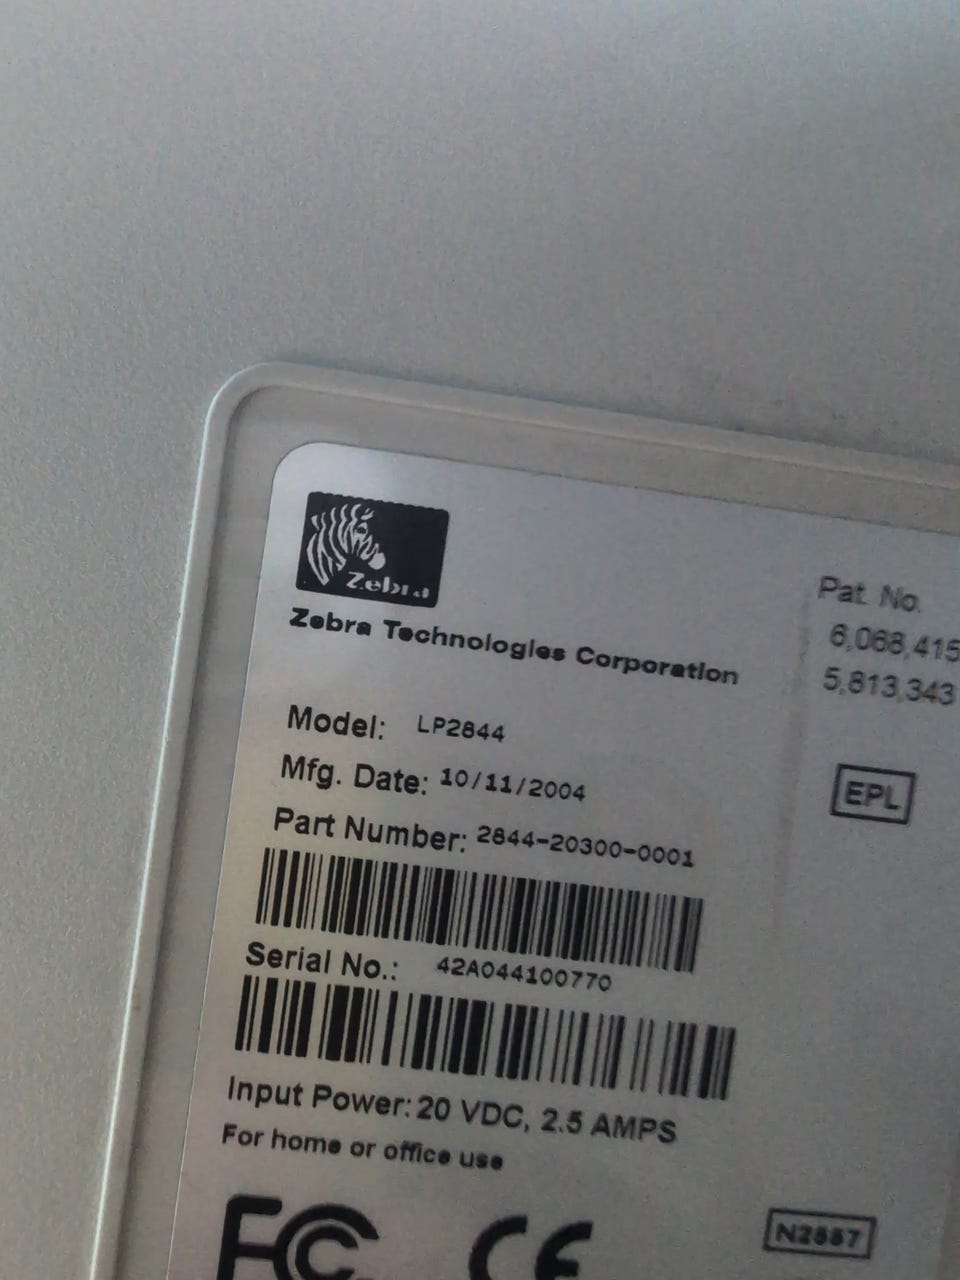 Zebra
Zebra Technologies Corporation
Model: LP2844
Mfg. Date: 10/11/2004
Part Number: 2844-20300-0001
Serial No.: 42A044100770
Input Power: 20 VDC, 2.5 AMPS
For home or office use
FC CE
Pat. No.
6,068,415
5,813,343
EPL